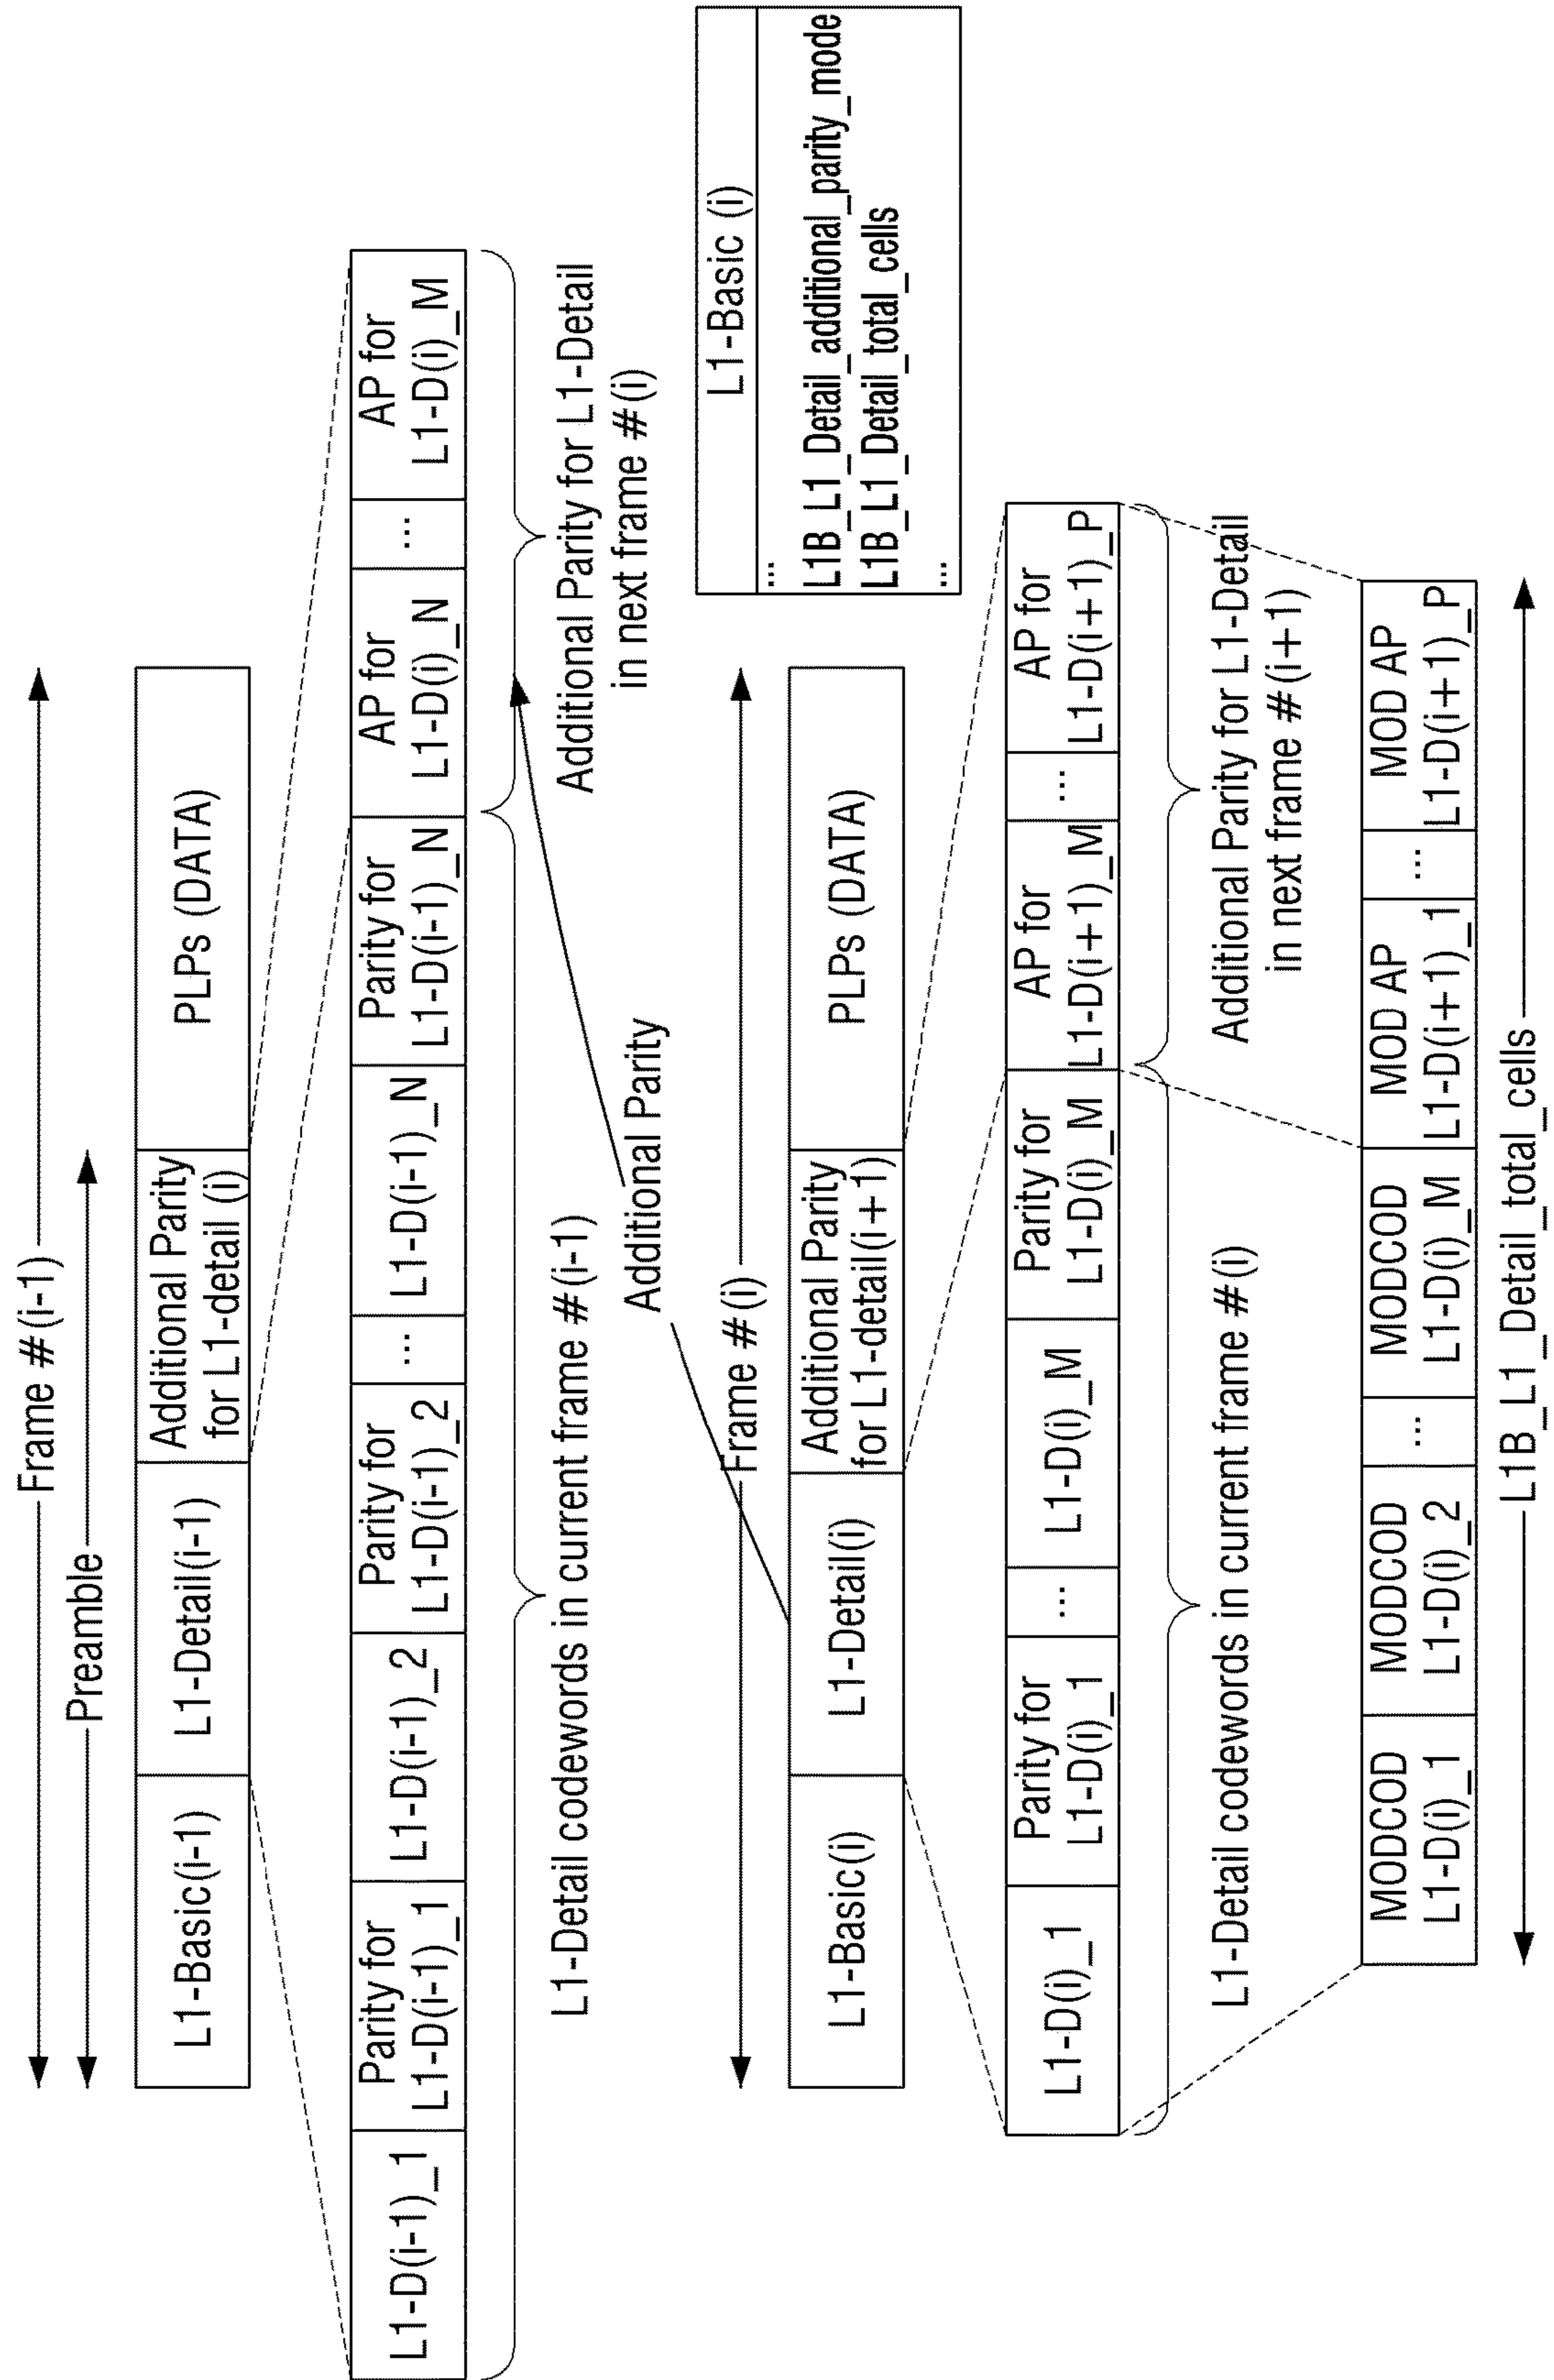 Frame #(i-1)
Preamble
L1-Basic(i-1)
L1-Detail(i-1)
Additional Parity
for L1-detail (i)
PLPs (DATA)
L1-D(i-1)_1
Parity for
L1-D(i-1)_1
L1-D(i-1)_2
Parity for
L1-D(i-1)_2
...
L1-D(i-1)_N
Parity for
L1-D(i-1)_N
AP for
L1-D(i)_N
...
AP for
L1-D(i)_M
L1-Detail codewords in current frame #(i-1)
Additional Parity for L1-Detail
in next frame #(i)
Additional Parity
Frame #(i)
L1-Basic(i)
L1-Detail(i)
Additional Parity
for L1-detail(i+1)
PLPs (DATA)
L1-Basic (i)
...
L1B_L1_Detail_additional_parity_mode
L1B_L1_Detail_total_cells
...
L1-D(i)_1
Parity for
L1-D(i)_1
...
L1-D(i)_M
Parity for
L1-D(i)_M
AP for
L1-D(i+1)_M
...
AP for
L1-D(i+1)_P
L1-Detail codewords in current frame #(i)
Additional Parity for L1-Detail
in next frame #(i+1)
MODCOD
L1-D(i)_1
MODCOD
L1-D(i)_2
...
MODCOD
L1-D(i)_M
MOD AP
L1-D(i+1)_1
...
MOD AP
L1-D(i+1)_P
L1B_L1_Detail_total_cells